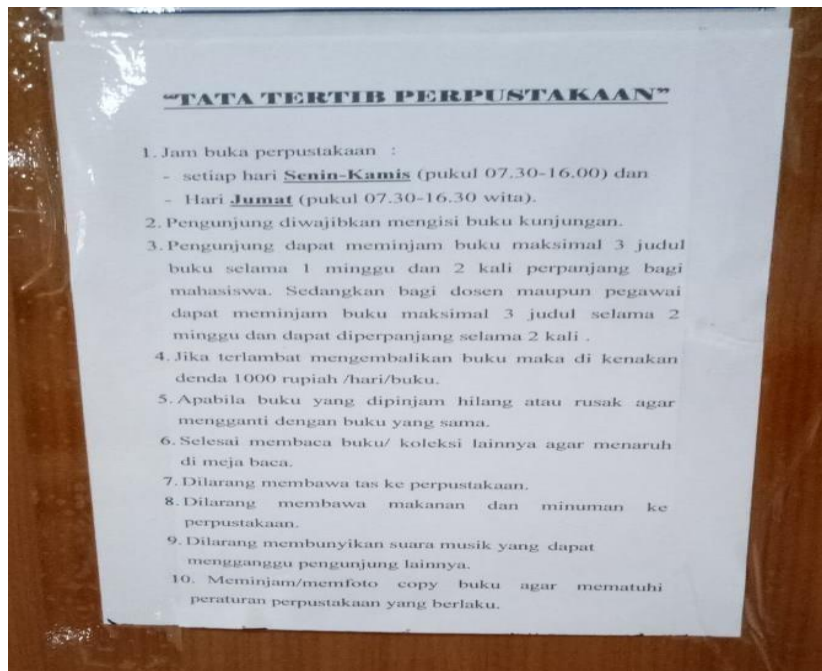 “TATA TERTIB PERPUSTAKAAN”
1. Jam buka perpustakaan :
- setiap hari Senin-Kamis (pukul 07.30-16.00) dan
- Hari Jumat (pukul 07.30-16.30 wita).
2. Pengunjung diwajibkan mengisi buku kunjungan.
3. Pengunjung dapat meminjam buku maksimal 3 judul
buku selama 1 minggu dan 2 kali perpanjang bagi
mahasiswa. Sedangkan bagi dosen maupun pegawai
dapat meminjam buku maksimal 3 judul selama 2
minggu dan dapat diperpanjang selama 2 kali .
4. Jika terlambat mengembalikan buku maka di kenakan
denda 1000 rupiah /hari/buku.
5. Apabila buku yang dipinjam hilang atau rusak agar
mengganti dengan buku yang sama.
6. Selesai membaca buku/ koleksi lainnya agar menaruh
di meja baca.
7. Dilarang membawa tas ke perpustakaan.
8. Dilarang membawa makanan dan minuman ke
perpustakaan.
9. Dilarang membunyikan suara musik yang dapat
mengganggu pengunjung lainnya.
10. Meminjam/memfoto copy buku agar mematuhi
peraturan perpustakaan yang berlaku.